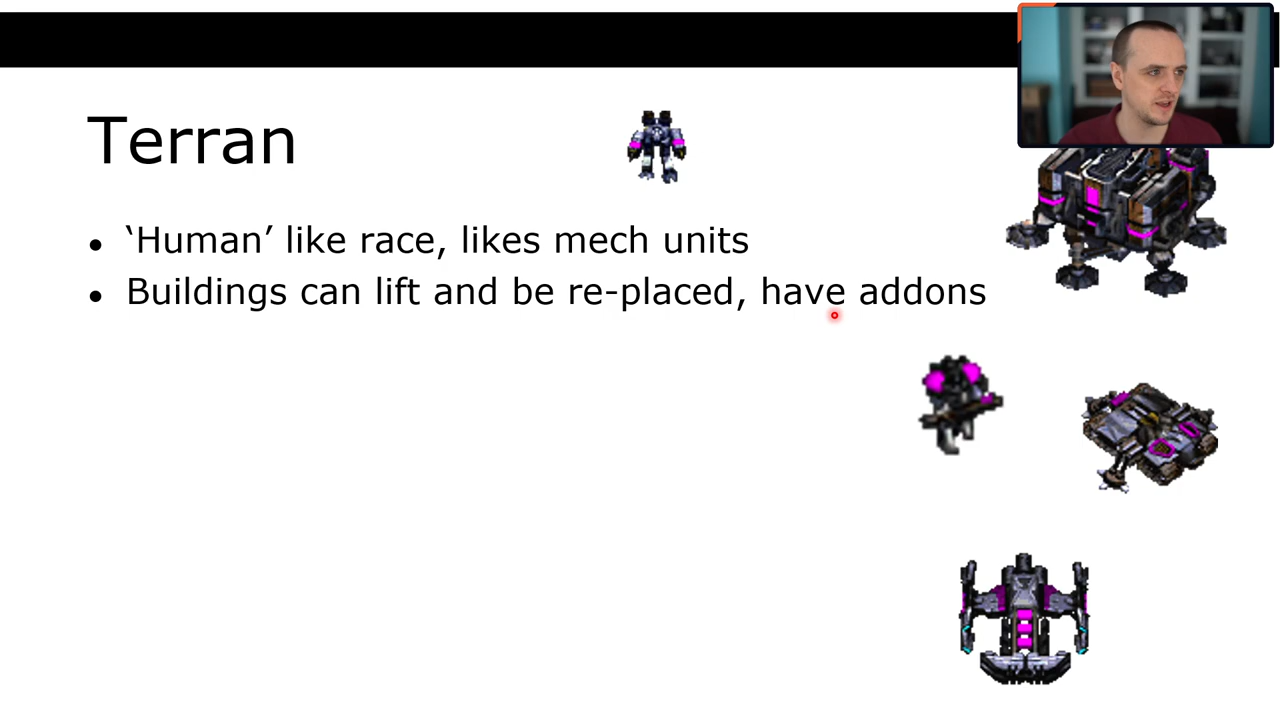 Terran
• ‘Human’ like race, likes mech units
• Buildings can lift and be re-placed, have addons